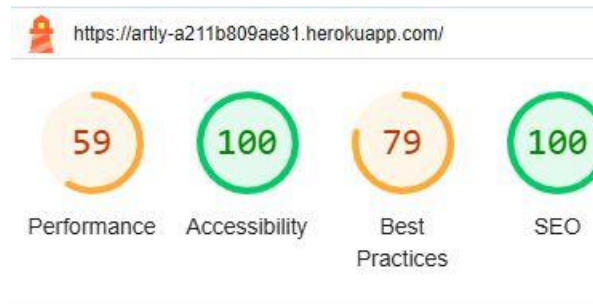 https://artly-a211b809ae81.herokuapp.com/
59 100 79 100
Performance Accessibility Best Practices SEO